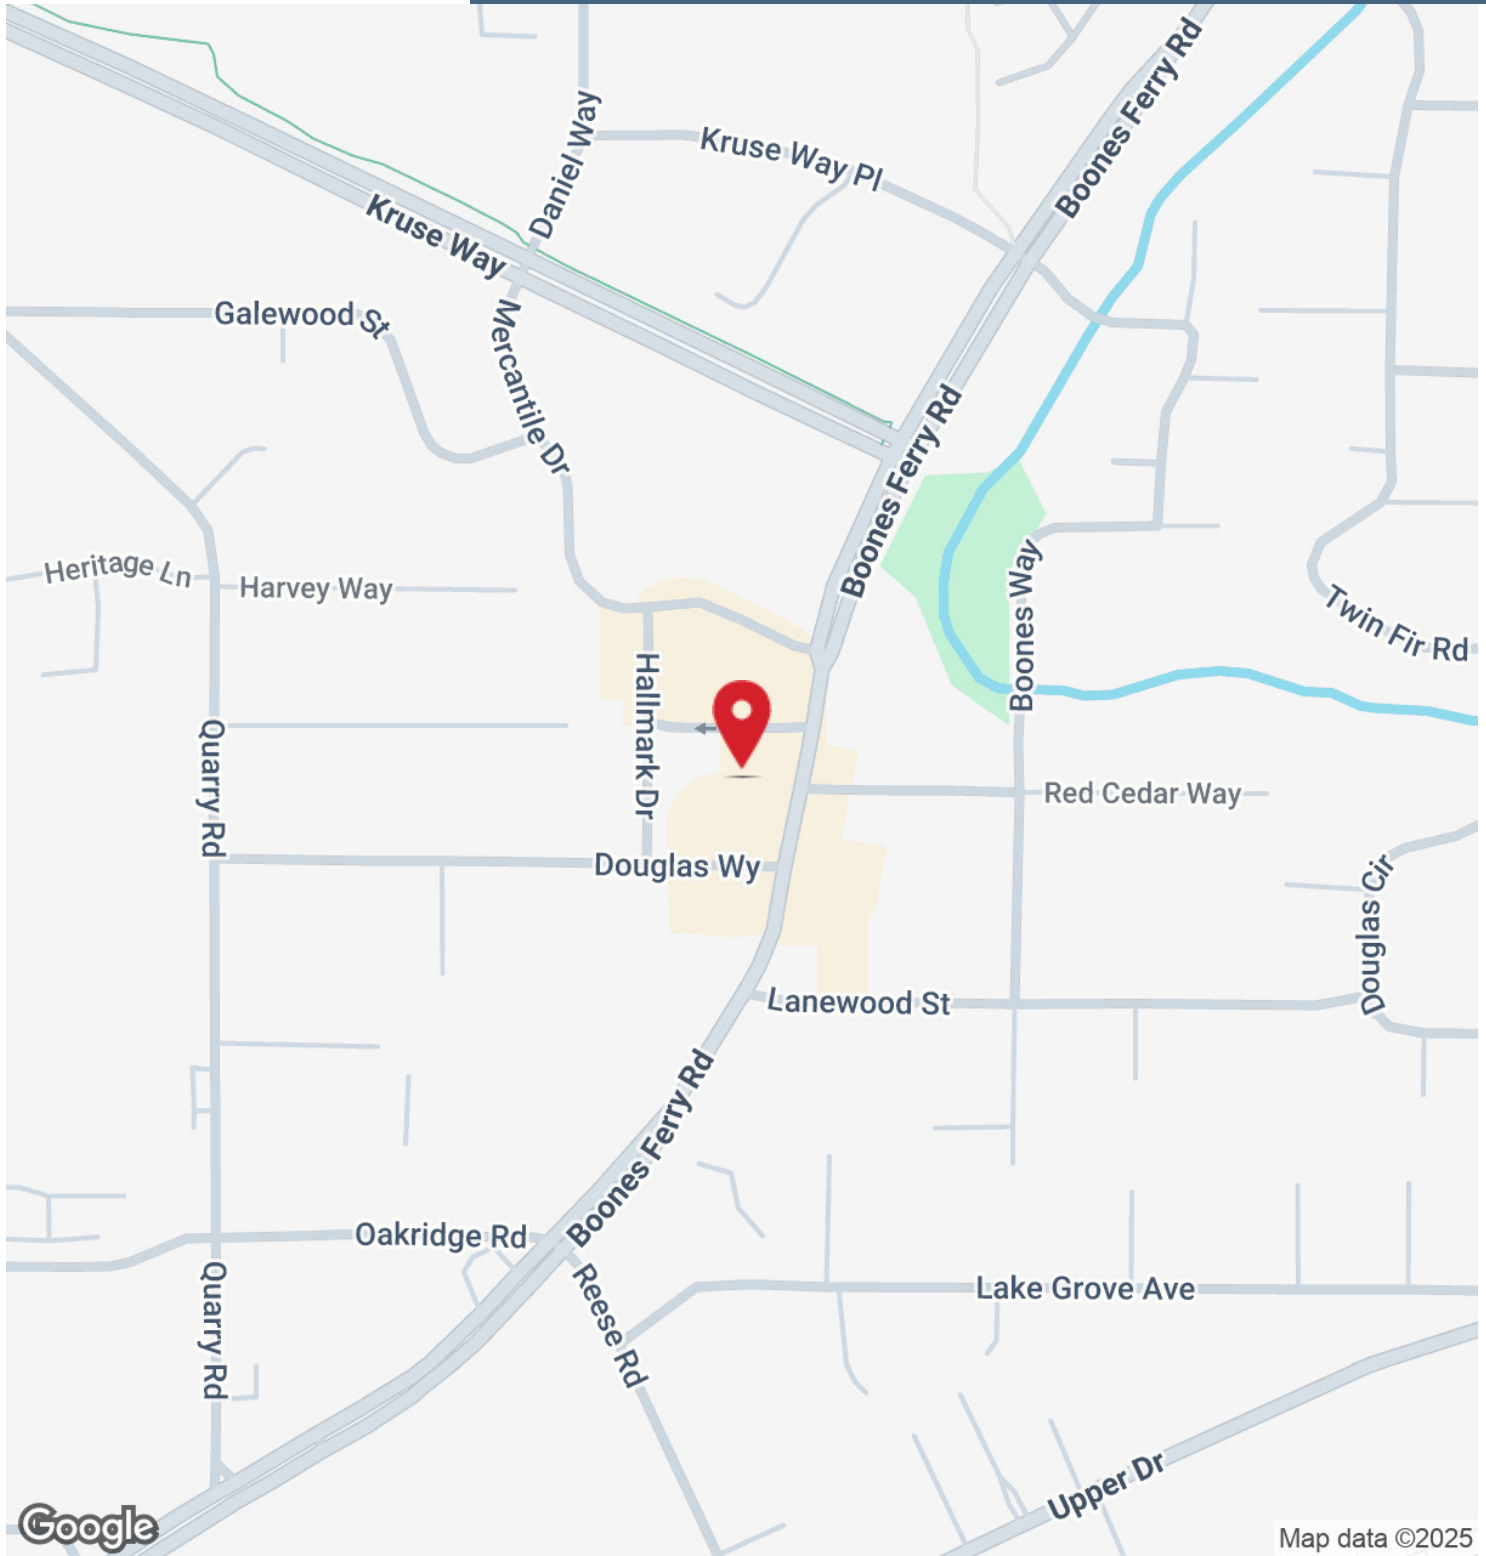 Boones Ferry Rd
Daniel Way
Kruse Way Pl
Kruse Way
Galewood St
Mercantile Dr
Boones Ferry Rd
Heritage Ln
Harvey Way
Boones Way
Twin Fir Rd
Hallmark Dr
Quarry Rd
Red Cedar Way
Douglas Wy
Douglas Cir
Lanewood St
Boones Ferry Rd
Oakridge Rd
Quarry Rd
Reese Rd
Lake Grove Ave
Upper Dr
Google
Map data ©2025